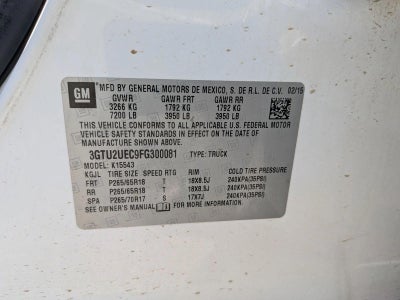 GM
MFD BY GENERAL MOTORS DE MEXICO, S. DE R.L. DE C.V. 02/15
GVWR GAWR FRT GAWR RR
3266 KG 1792 KG 1792 KG
7200 LB 3950 LB 3950 LB
THIS VEHICLE CONFORMS TO ALL APPLICABLE U.S. FEDERAL MOTOR
VEHICLE SAFETY STANDARDS IN EFFECT ON THE DATE OF
MANUFACTURE SHOWN ABOVE.
3GTU2UEC9FG300081 TYPE: TRUCK
MODEL: K15543
KGJL TIRE SIZE SPEED RTG RIM COLD TIRE PRESSURE
FRT P265/65R18 T 18X8.5J 240KPA(35PSI)
RR P265/65R18 T 18X8.5J 240KPA(35PSI)
SPA P265/70R17 T 17X7J 240KPA(35PSI)
SEE OWNER'S MANUAL FOR MORE INFORMATION.